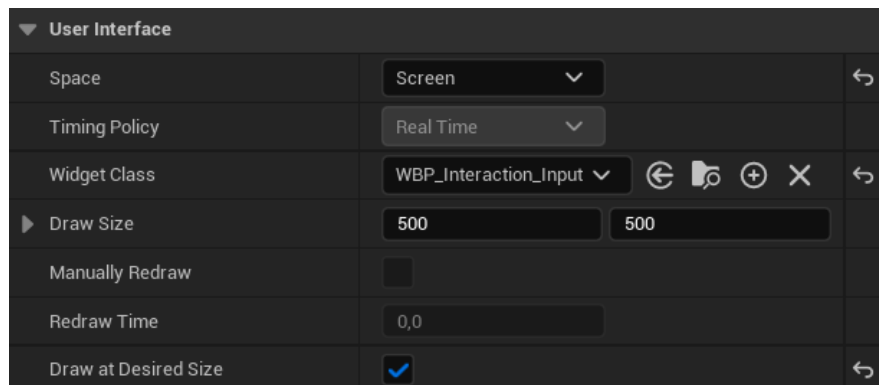 User Interface
Space Screen
Timing Policy Real Time
Widget Class WBP_Interaction_Input
Draw Size 500 500
Manually Redraw
Redraw Time 0,0
Draw at Desired Size